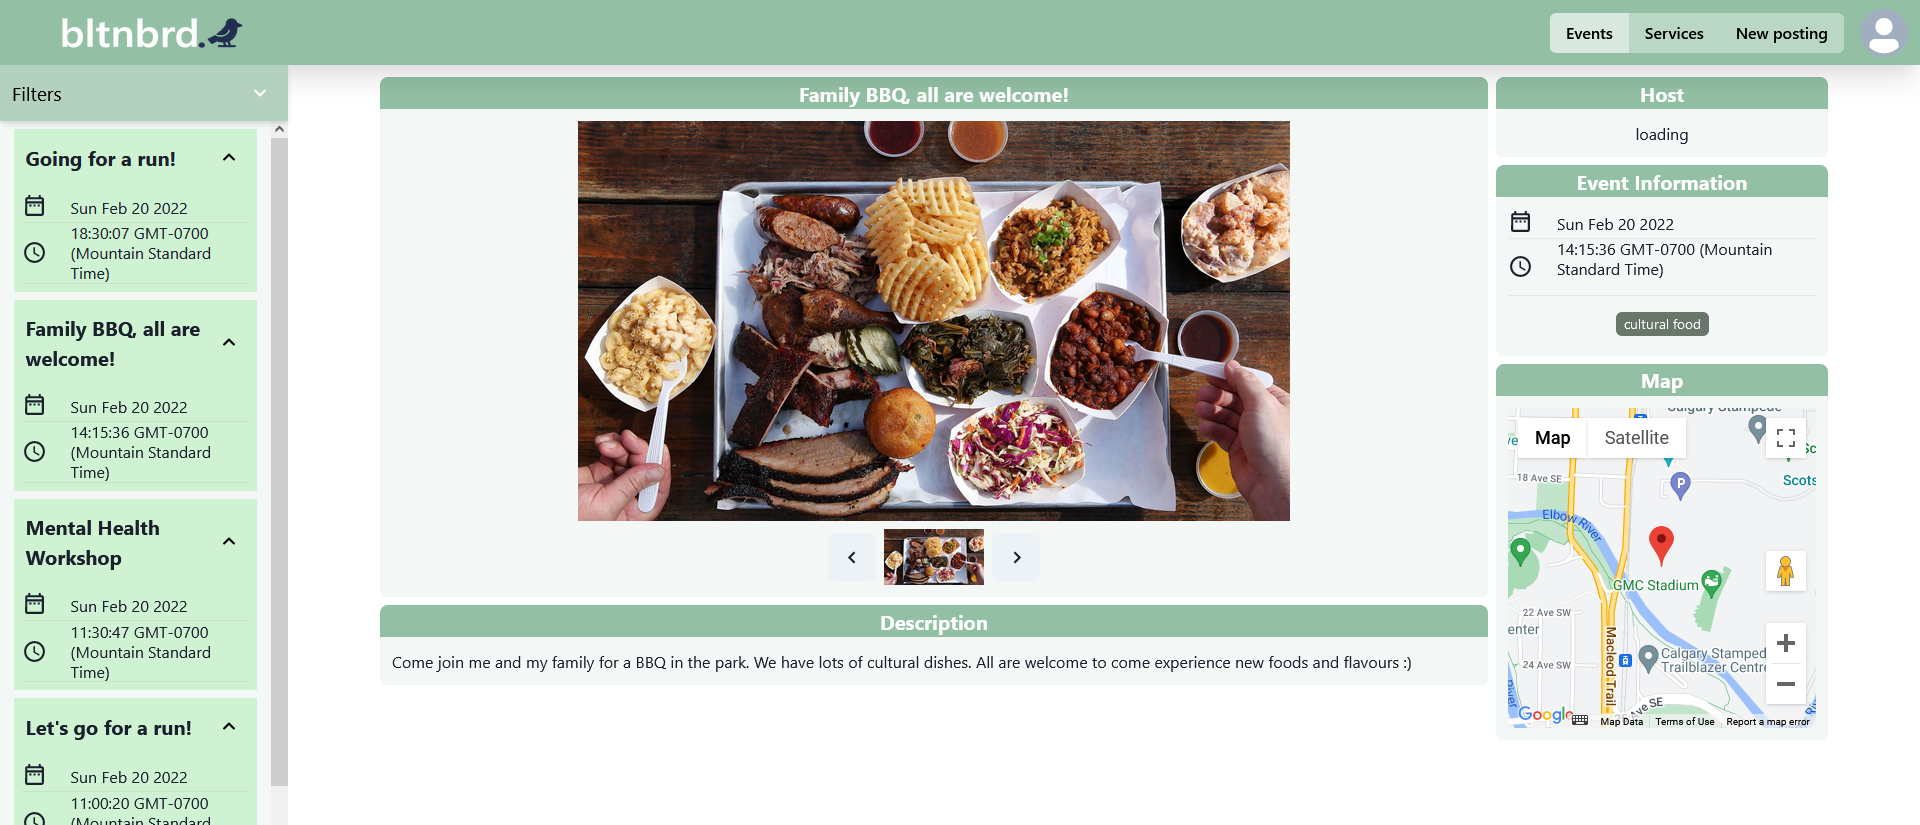 bltnbrd.
Events
Services
New posting
Filters
Going for a run!
Sun Feb 20 2022
18:30:07 GMT-0700
(Mountain Standard
Time)
Family BBQ, all are
welcome!
Sun Feb 20 2022
14:15:36 GMT-0700
(Mountain Standard
Time)
Mental Health
Workshop
Sun Feb 20 2022
11:30:47 GMT-0700
(Mountain Standard
Time)
Let's go for a run!
Sun Feb 20 2022
11:00:20 GMT-0700
(Mountain Standard
Family BBQ, all are welcome!
Description
Come join me and my family for a BBQ in the park. We have lots of cultural dishes. All are welcome to come experience new foods and flavours :)
Host
loading
Event Information
Sun Feb 20 2022
14:15:36 GMT-0700 (Mountain
Standard Time)
cultural food
Map
Calgary Stampede
Map
Satellite
18 Ave SE
P
Scots
Elbow River
GMC Stadium
22 Ave SW
enter
Macleod Trail
24 Ave SW
Calgary Stamped
Trailblazer Centre
25 Ave SE
River
Google
Map Data
Terms of Use
Report a map error